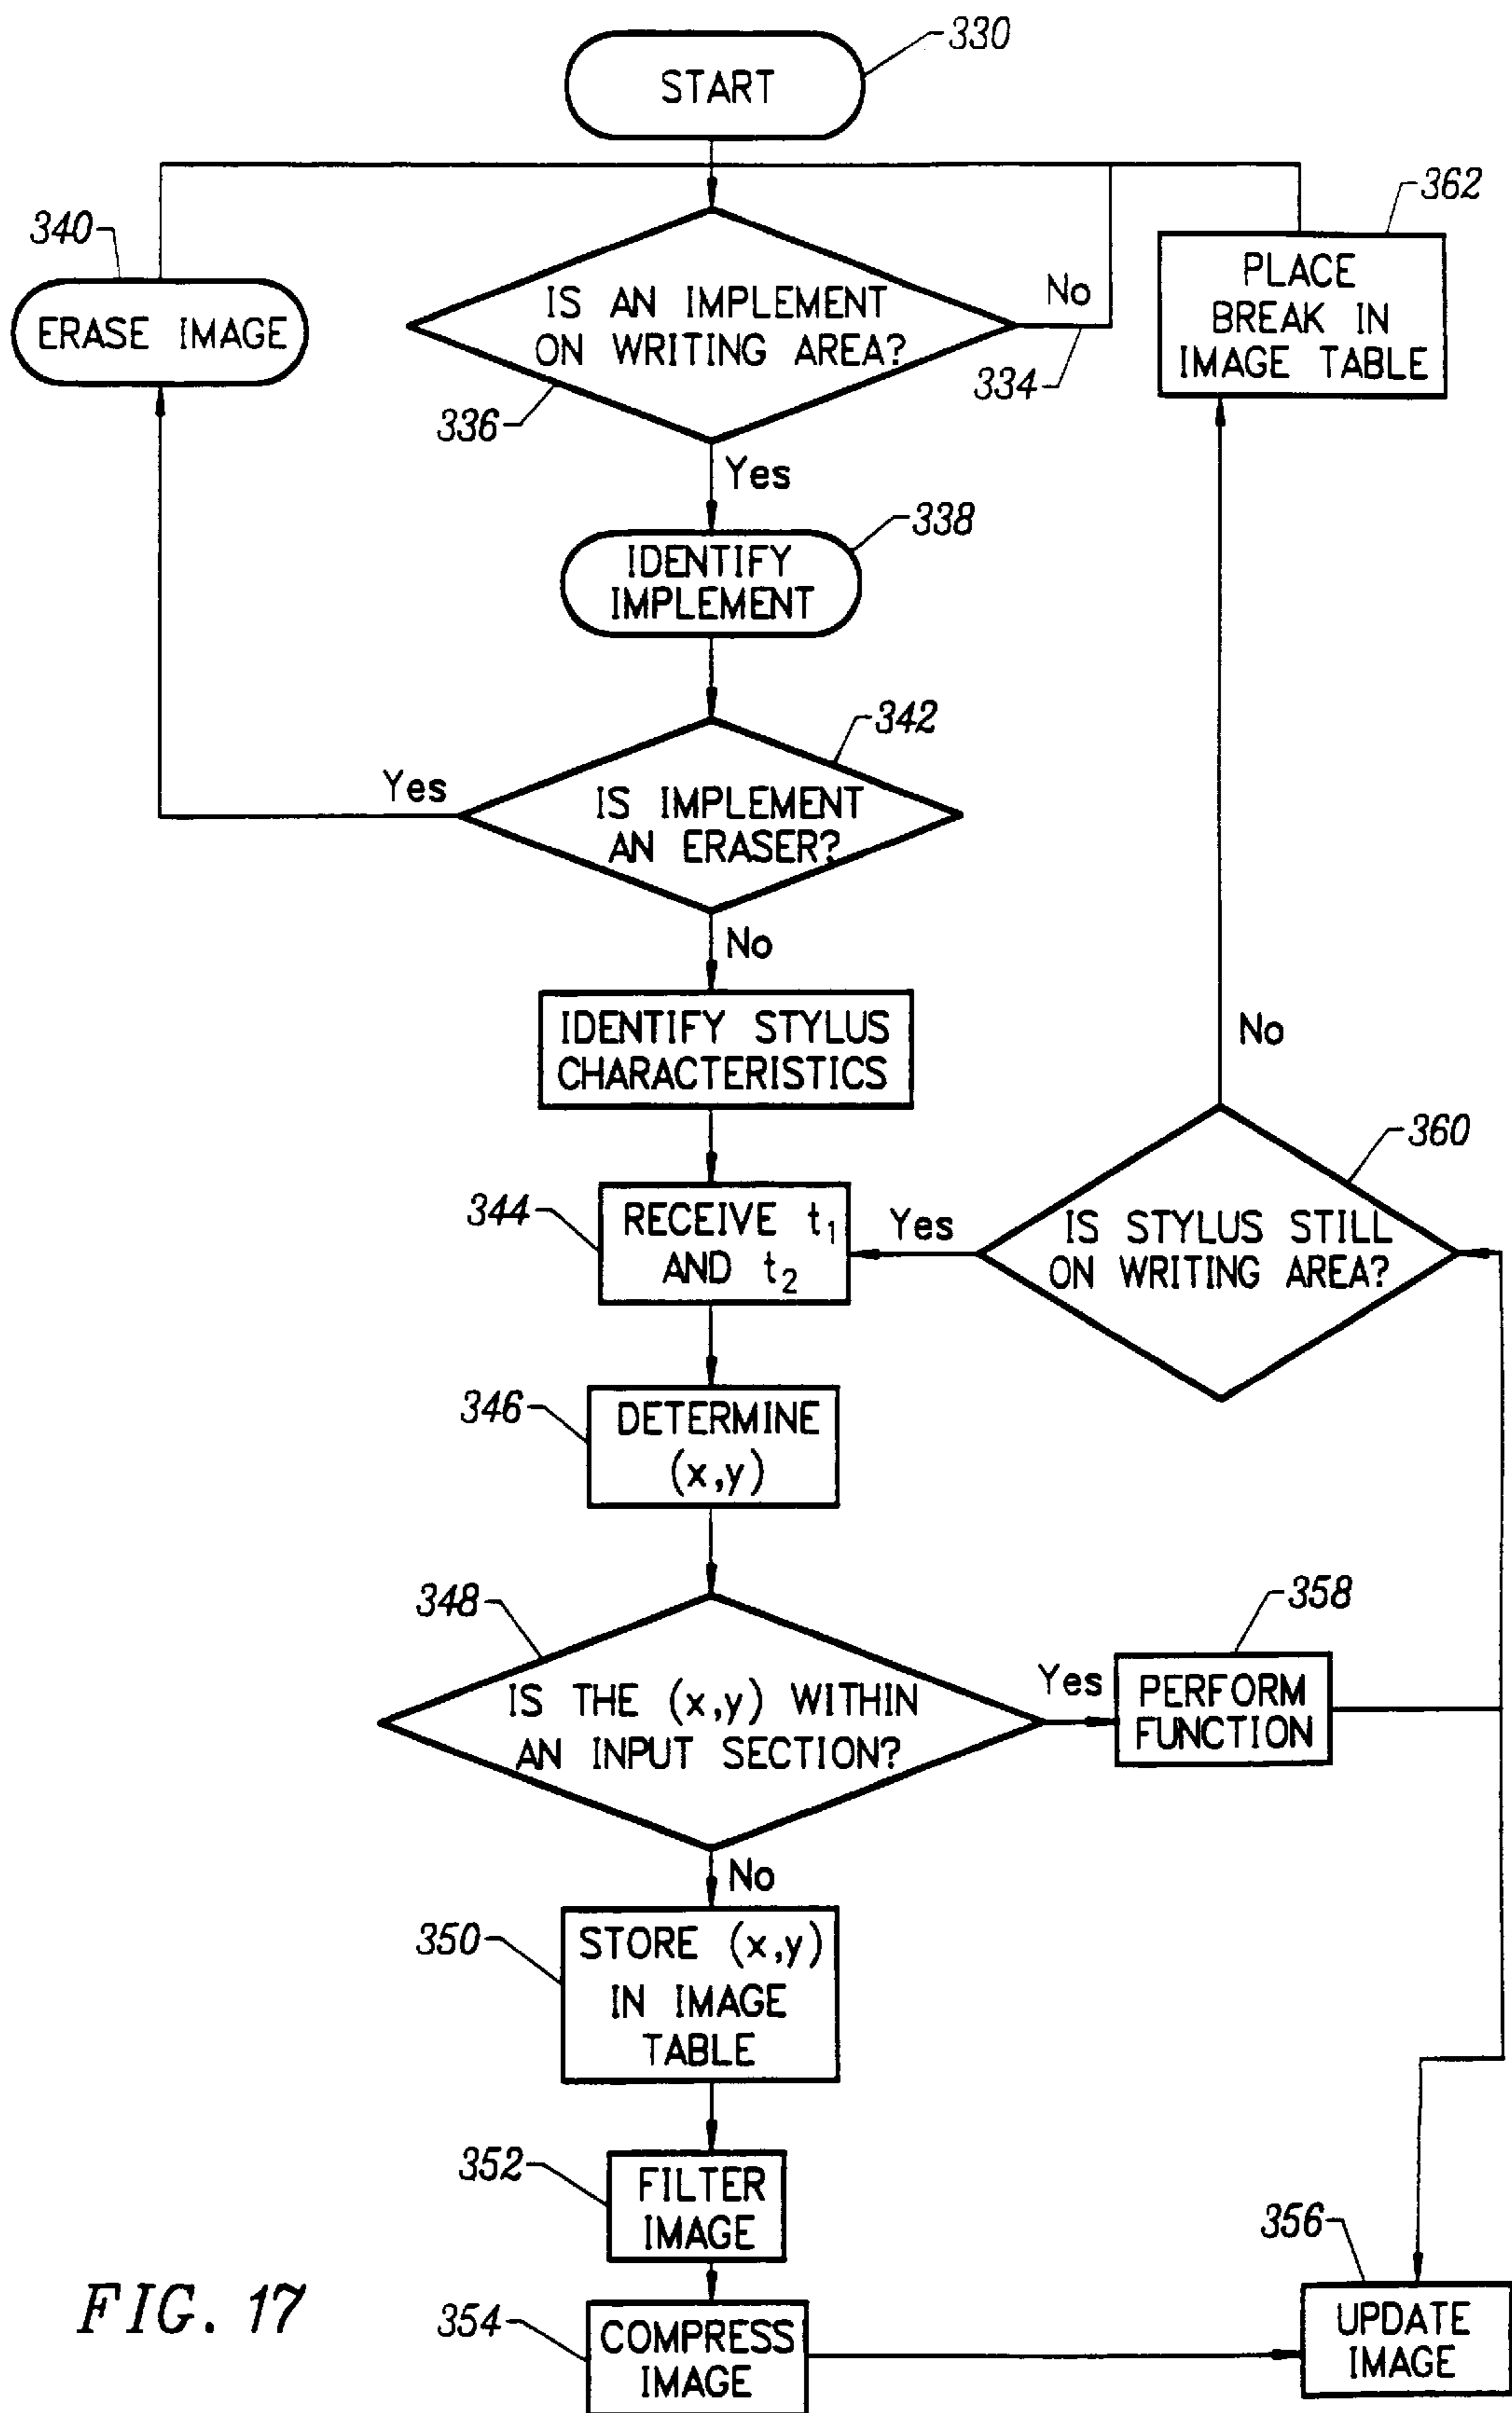 330
START
362
340
PLACE
BREAK IN
IMAGE TABLE
IS AN IMPLEMENT
ON WRITING AREA?
No
ERASE IMAGE
334
336
Yes
338
IDENTIFY
IMPLEMENT
342
Yes
IS IMPLEMENT
AN ERASER?
No
IDENTIFY STYLUS
CHARACTERISTICS
No
360
344
RECEIVE t₁
AND t₂
Yes
IS STYLUS STILL
ON WRITING AREA?
346
DETERMINE
(x,y)
348
358
IS THE (x,y) WITHIN
AN INPUT SECTION?
Yes
PERFORM
FUNCTION
No
350
STORE (x,y)
IN IMAGE
TABLE
352
FILTER
IMAGE
356
FIG. 17
354
COMPRESS
IMAGE
UPDATE
IMAGE